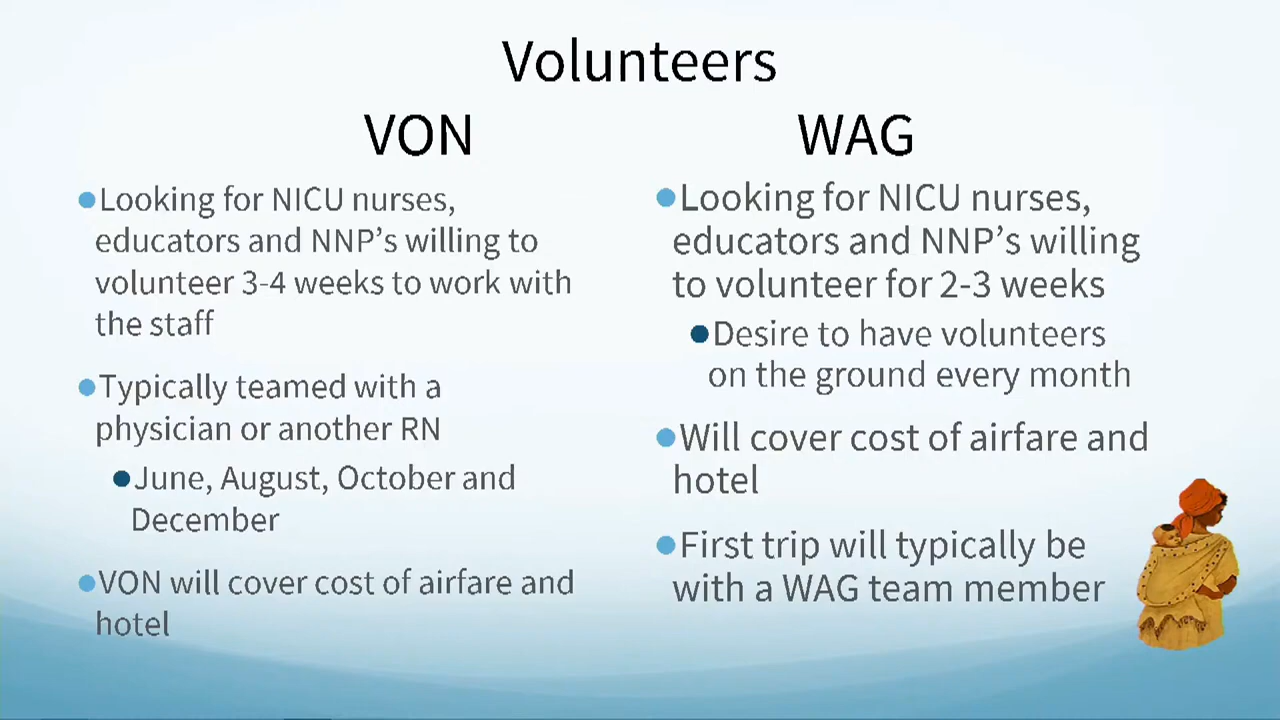 Volunteers
VON
●Looking for NICU nurses,
educators and NNP's willing to
volunteer 3-4 weeks to work with
the staff
●Typically teamed with a
physician or another RN
●June, August, October and
December
●VON will cover cost of airfare and
hotel
WAG
●Looking for NICU nurses,
educators and NNP's willing
to volunteer for 2-3 weeks
●Desire to have volunteers
on the ground every month
●Will cover cost of airfare and
hotel
●First trip will typically be
with a WAG team member